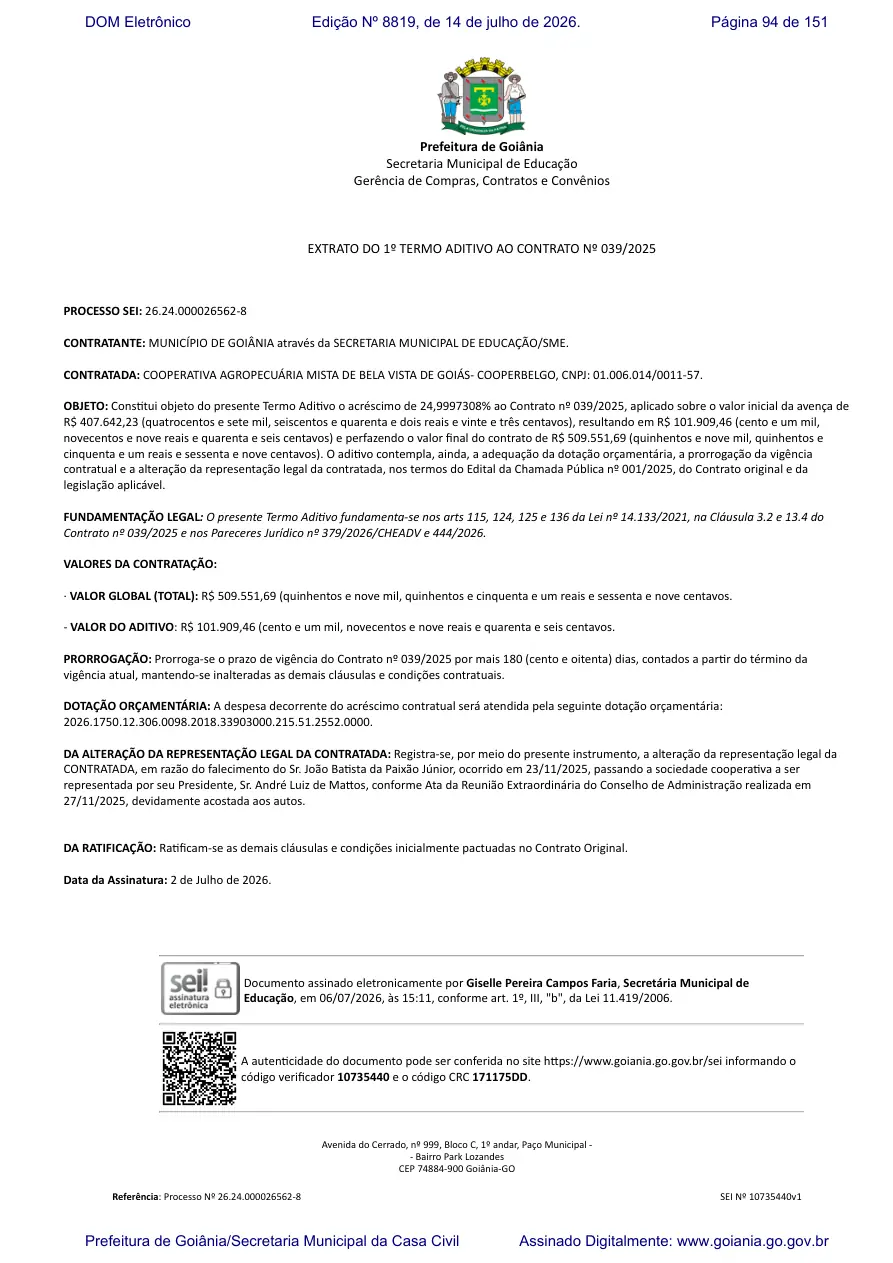 DOM Eletrônico Edição Nº 8819, de 14 de julho de 2026. Página 94 de 151
Prefeitura de Goiânia
Secretaria Municipal de Educação
Gerência de Compras, Contratos e Convênios
EXTRATO DO 1º TERMO ADITIVO AO CONTRATO Nº 039/2025
PROCESSO SEI: 26.24.000026562-8
CONTRATANTE: MUNICÍPIO DE GOIÂNIA através da SECRETARIA MUNICIPAL DE EDUCAÇÃO/SME.
CONTRATADA: COOPERATIVA AGROPECUÁRIA MISTA DE BELA VISTA DE GOIÁS- COOPERBELGO, CNPJ: 01.006.014/0011-57.
OBJETO: Constitui objeto do presente Termo Aditivo o acréscimo de 24,9997308% ao Contrato nº 039/2025, aplicado sobre o valor inicial da avença de
R$ 407.642,23 (quatrocentos e sete mil, seiscentos e quarenta e dois reais e vinte e três centavos), resultando em R$ 101.909,46 (cento e um mil,
novecentos e nove reais e quarenta e seis centavos) e perfazendo o valor final do contrato de R$ 509.551,69 (quinhentos e nove mil, quinhentos e
cinquenta e um reais e sessenta e nove centavos). O aditivo contempla, ainda, a adequação da dotação orçamentária, a prorrogação da vigência
contratual e a alteração da representação legal da contratada, nos termos do Edital da Chamada Pública nº 001/2025, do Contrato original e da
legislação aplicável.
FUNDAMENTAÇÃO LEGAL: O presente Termo Aditivo fundamenta-se nos arts 115, 124, 125 e 136 da Lei nº 14.133/2021, na Cláusula 3.2 e 13.4 do
Contrato nº 039/2025 e nos Pareceres Jurídico nº 379/2026/CHEADV e 444/2026.
VALORES DA CONTRATAÇÃO:
· VALOR GLOBAL (TOTAL): R$ 509.551,69 (quinhentos e nove mil, quinhentos e cinquenta e um reais e sessenta e nove centavos.
- VALOR DO ADITIVO: R$ 101.909,46 (cento e um mil, novecentos e nove reais e quarenta e seis centavos.
PRORROGAÇÃO: Prorroga-se o prazo de vigência do Contrato nº 039/2025 por mais 180 (cento e oitenta) dias, contados a partir do término da
vigência atual, mantendo-se inalteradas as demais cláusulas e condições contratuais.
DOTAÇÃO ORÇAMENTÁRIA: A despesa decorrente do acréscimo contratual será atendida pela seguinte dotação orçamentária:
2026.1750.12.306.0098.2018.33903000.215.51.2552.0000.
DA ALTERAÇÃO DA REPRESENTAÇÃO LEGAL DA CONTRATADA: Registra-se, por meio do presente instrumento, a alteração da representação legal da
CONTRATADA, em razão do falecimento do Sr. João Batista da Paixão Júnior, ocorrido em 23/11/2025, passando a sociedade cooperativa a ser
representada por seu Presidente, Sr. André Luiz de Mattos, conforme Ata da Reunião Extraordinária do Conselho de Administração realizada em
27/11/2025, devidamente acostada aos autos.
DA RATIFICAÇÃO: Ratificam-se as demais cláusulas e condições inicialmente pactuadas no Contrato Original.
Data da Assinatura: 2 de Julho de 2026.
sei!
assinatura
eletrônica
Documento assinado eletronicamente por Giselle Pereira Campos Faria, Secretária Municipal de
Educação, em 06/07/2026, às 15:11, conforme art. 1º, III, "b", da Lei 11.419/2006.
A autenticidade do documento pode ser conferida no site https://www.goiania.go.gov.br/sei informando o
código verificador 10735440 e o código CRC 171175DD.
Avenida do Cerrado, nº 999, Bloco C, 1º andar, Paço Municipal -
- Bairro Park Lozandes
CEP 74884-900 Goiânia-GO
Referência: Processo Nº 26.24.000026562-8 SEI Nº 10735440v1
Prefeitura de Goiânia/Secretaria Municipal da Casa Civil Assinado Digitalmente: www.goiania.go.gov.br